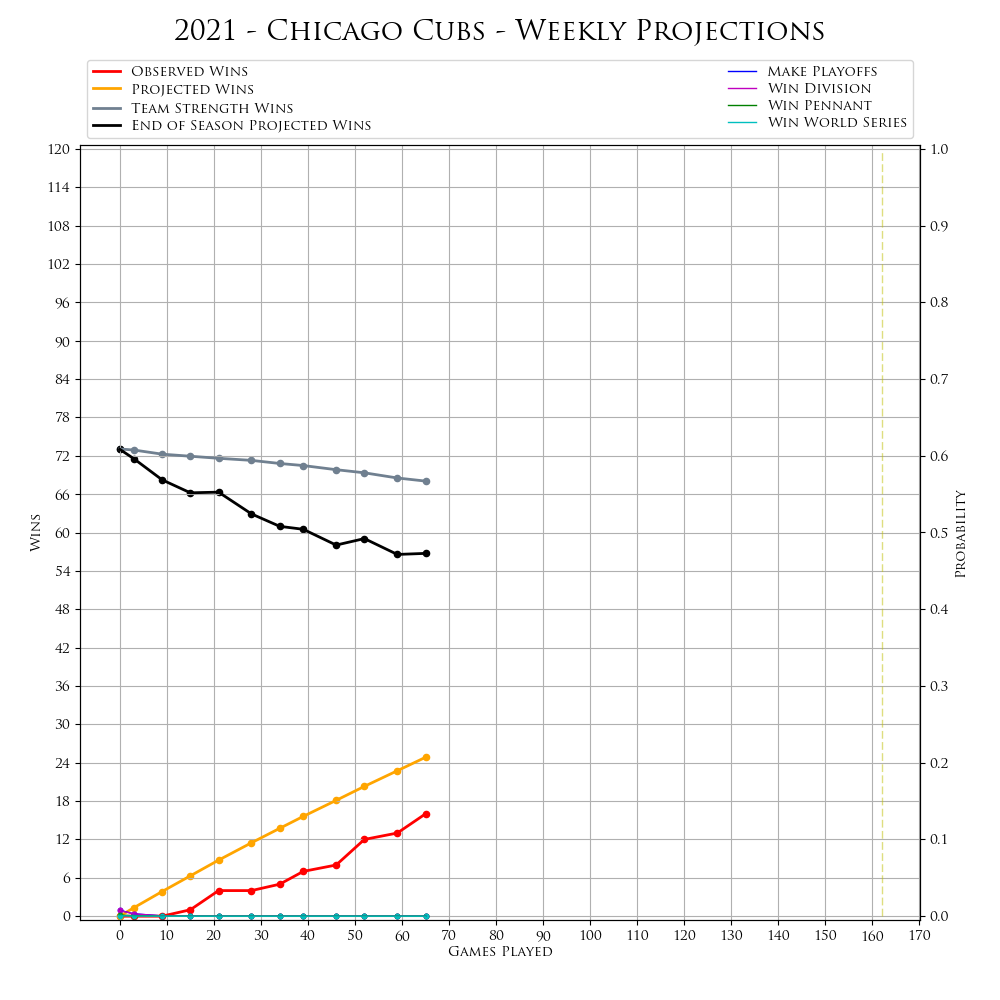 2021 - Chicago Cubs - Weekly Projections
Observed Wins
Projected Wins
Team Strength Wins
End of Season Projected Wins
Make Playoffs
Win Division
Win Pennant
Win World Series
120
114
108
102
96
90
84
78
72
66
60
54
48
42
36
30
24
18
12
6
0
Wins
1.0
0.9
0.8
0.7
0.6
0.5
0.4
0.3
0.2
0.1
0.0
Probability
0 10 20 30 40 50 60 70 80 90 100 110 120 130 140 150 160 170
Games Played